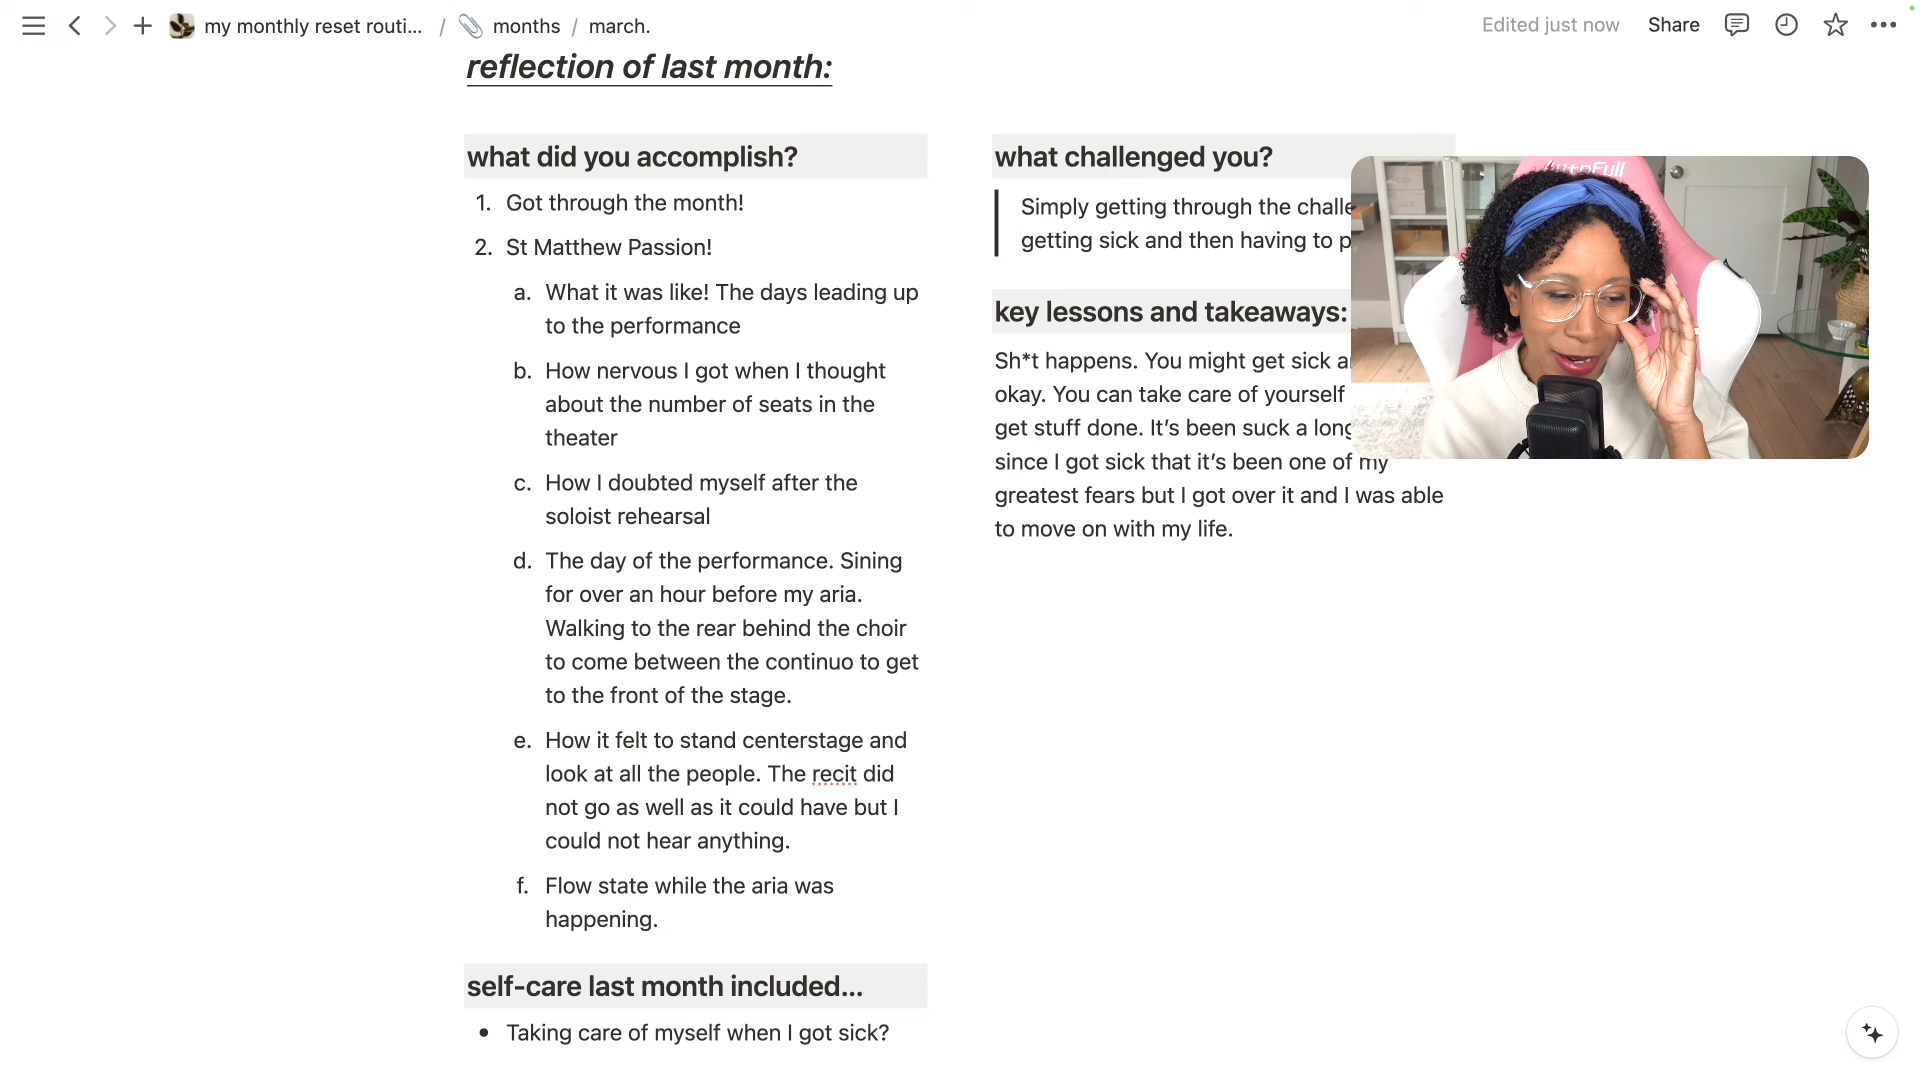 my monthly reset routi... / months / march.
Edited just now Share
reflection of last month:
what did you accomplish?
1. Got through the month!
2. St Matthew Passion!
a. What it was like! The days leading up
to the performance
b. How nervous I got when I thought
about the number of seats in the
theater
c. How I doubted myself after the
soloist rehearsal
d. The day of the performance. Sining
for over an hour before my aria.
Walking to the rear behind the choir
to come between the continuo to get
to the front of the stage.
e. How it felt to stand centerstage and
look at all the people. The recit did
not go as well as it could have but I
could not hear anything.
f. Flow state while the aria was
happening.
self-care last month included...
• Taking care of myself when I got sick?
what challenged you?
Simply getting through the
getting sick and then having to
key lessons and takeaways:
Sh*t happens. You might get sick
okay. You can take care of yourself
get stuff done. It's been suck a long
since I got sick that it's been one of my
greatest fears but I got over it and I was able
to move on with my life.
AutoFull